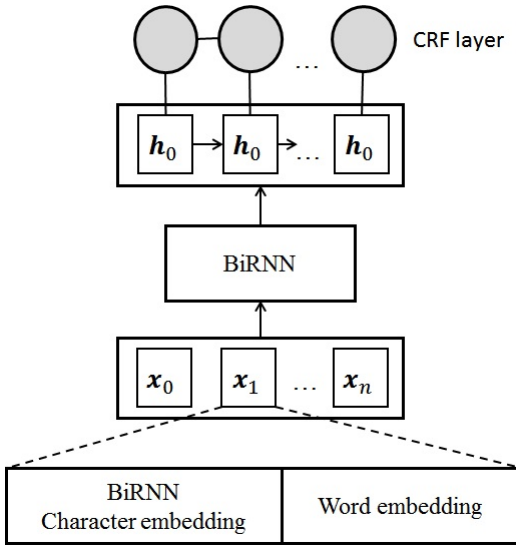 CRF layer
...
h0 h0 ... h0
BiRNN
x0 x1 ... xn
BiRNN
Character embedding
Word embedding